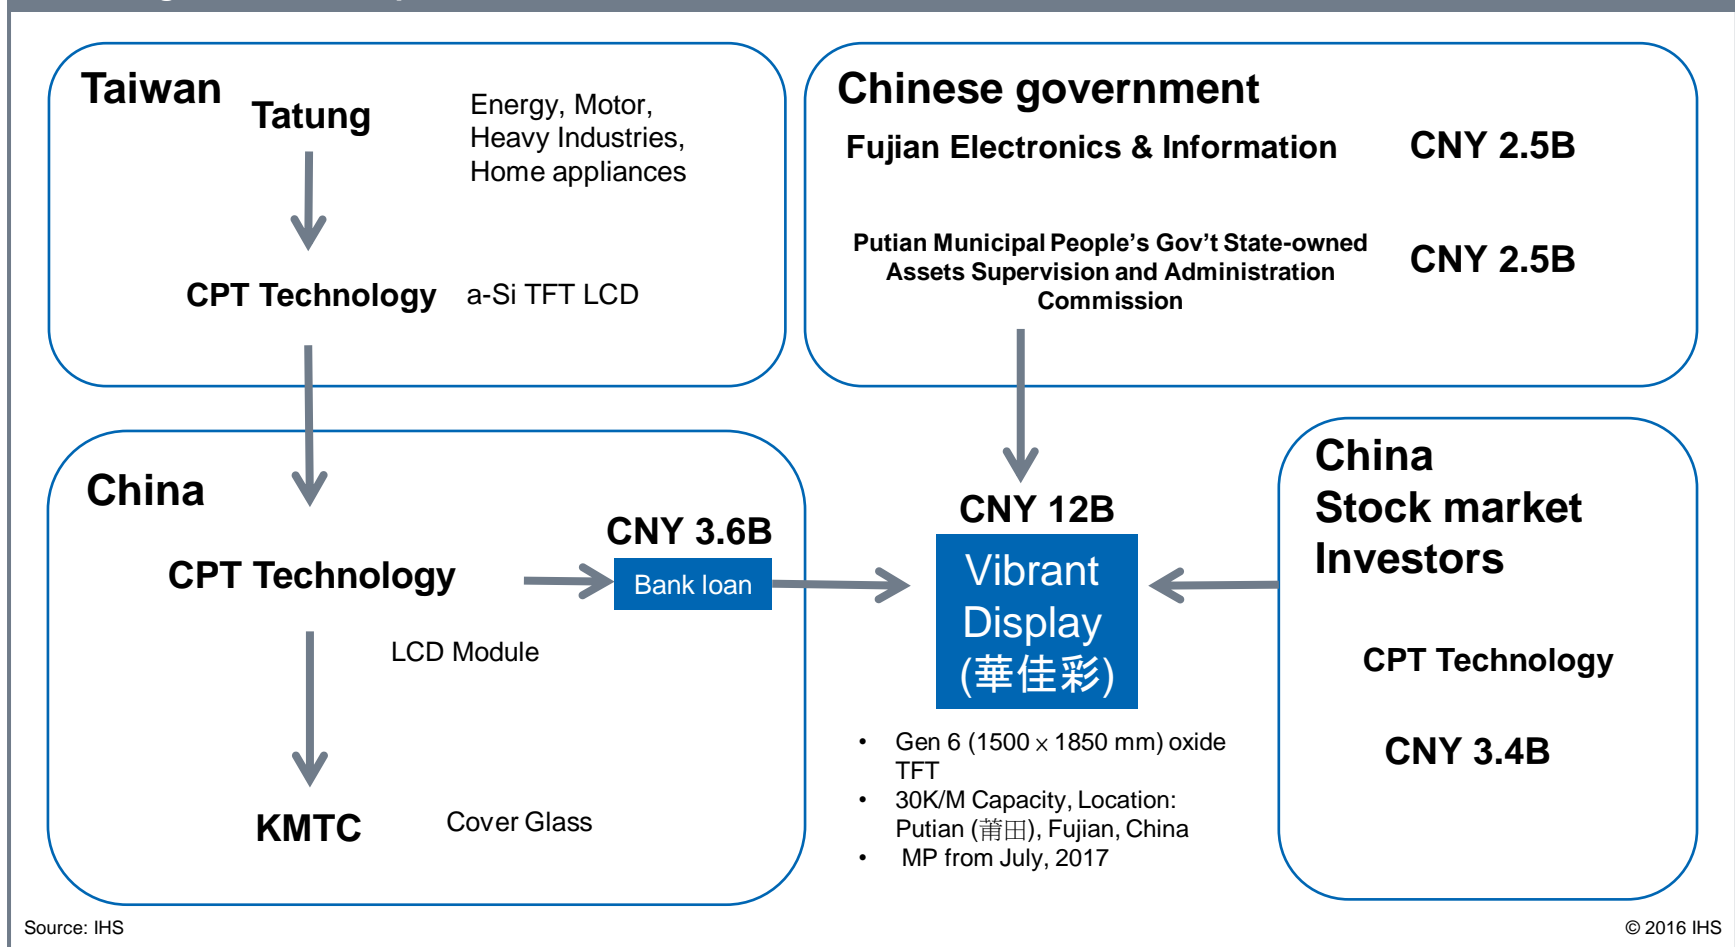 Taiwan
Tatung
Energy, Motor,
Heavy Industries,
Home appliances
CPT Technology
a-Si TFT LCD
Chinese government
Fujian Electronics & Information
CNY 2.5B
Putian Municipal People’s Gov’t State-owned
Assets Supervision and Administration
Commission
CNY 2.5B
China
CPT Technology
CNY 3.6B
Bank loan
LCD Module
KMTC
Cover Glass
CNY 12B
Vibrant
Display
(華佳彩)
• Gen 6 (1500 × 1850 mm) oxide
TFT
• 30K/M Capacity, Location:
Putian (莆田), Fujian, China
• MP from July, 2017
China
Stock market
Investors
CPT Technology
CNY 3.4B
Source: IHS
© 2016 IHS